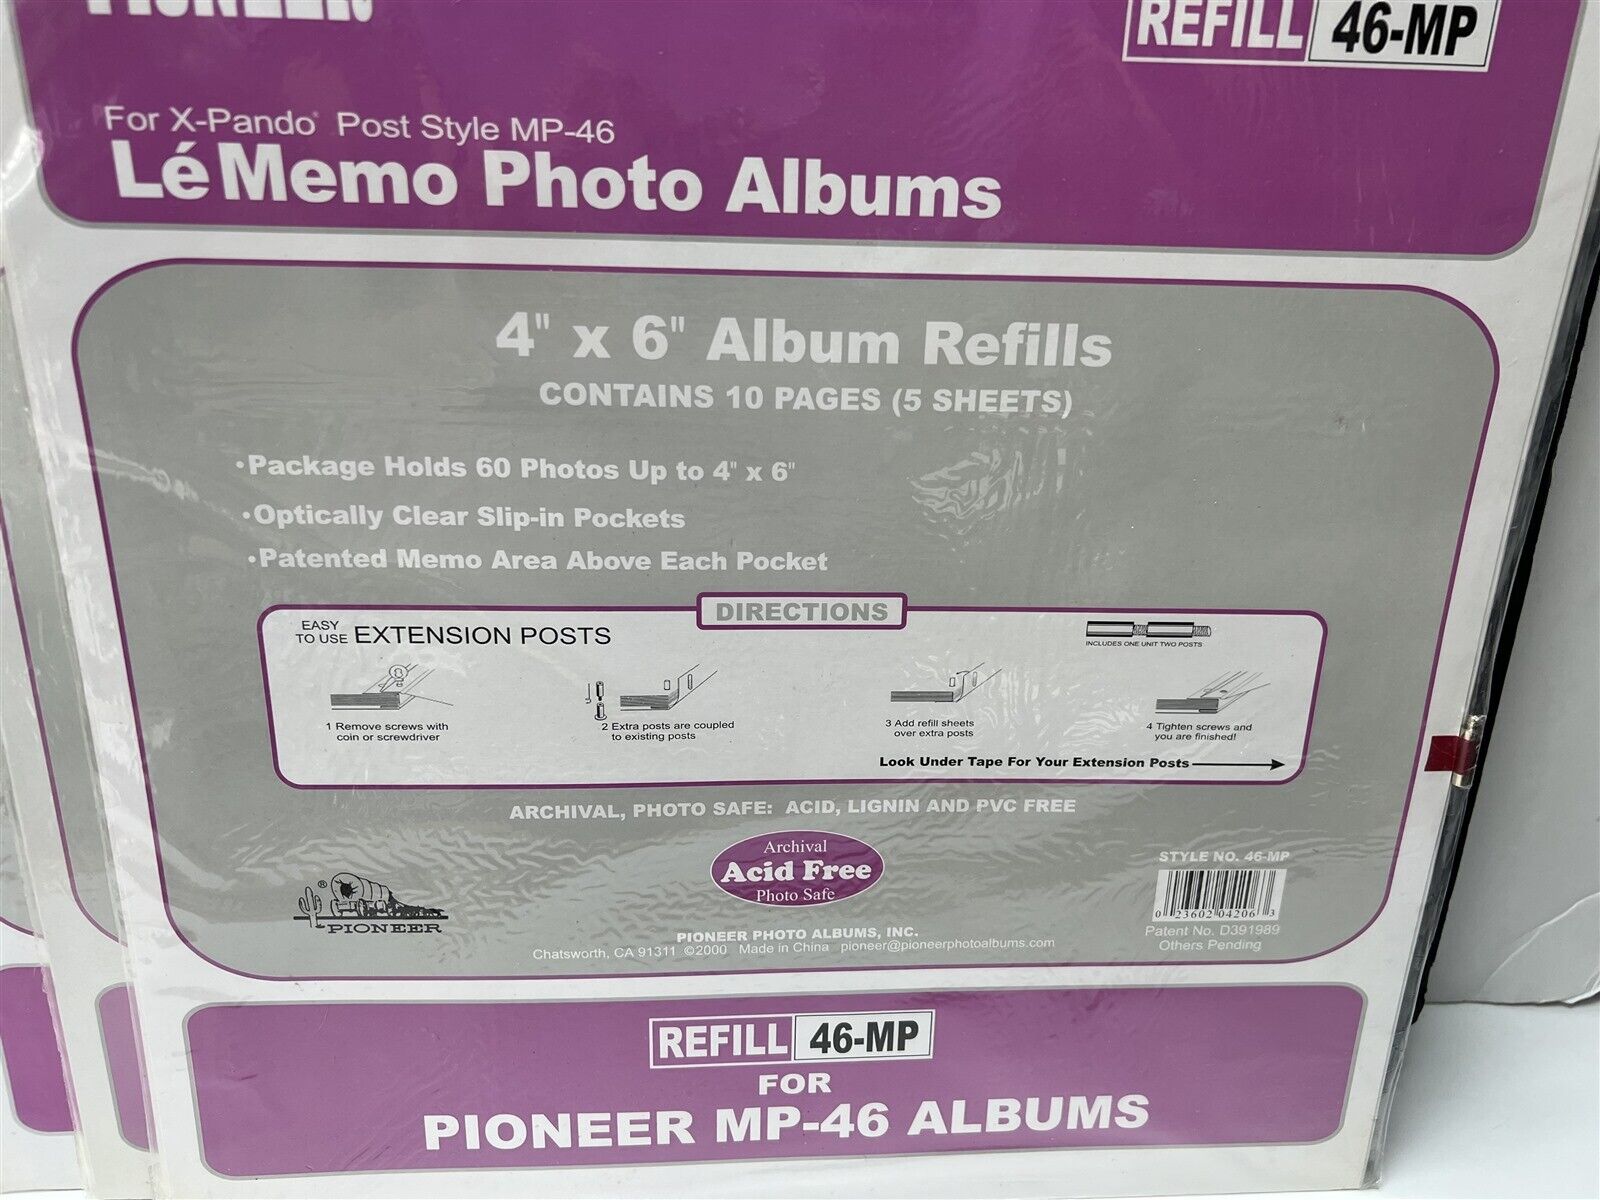 PIONEER
REFILL 46-MP
For X-Pando® Post Style MP-46
Lé Memo Photo Albums
4" x 6" Album Refills
CONTAINS 10 PAGES (5 SHEETS)
•Package Holds 60 Photos Up to 4" x 6"
•Optically Clear Slip-in Pockets
•Patented Memo Area Above Each Pocket
DIRECTIONS
EASY
TO USE EXTENSION POSTS
INCLUDES ONE UNIT TWO POSTS
1 Remove screws with
coin or screwdriver
2 Extra posts are coupled
to existing posts
3 Add refill sheets
over extra posts
4 Tighten screws and
you are finished!
Look Under Tape For Your Extension Posts
ARCHIVAL, PHOTO SAFE: ACID, LIGNIN AND PVC FREE
Archival
Acid Free
Photo Safe
STYLE NO. 46-MP
0 23602 04206 3
Patent No. D391989
Others Pending
®
PIONEER
PIONEER PHOTO ALBUMS, INC.
Chatsworth, CA 91311 ©2000 Made in China pioneer@pioneerphotoalbums.com
REFILL 46-MP
FOR
PIONEER MP-46 ALBUMS